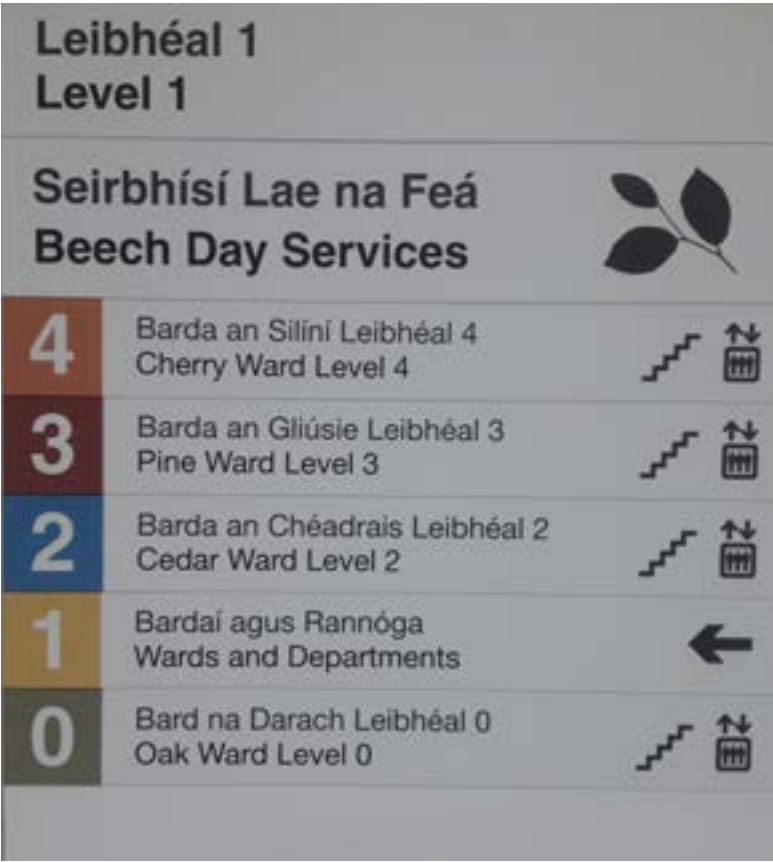 Leibhéal 1
Level 1
Seirbhísí Lae na Feá
Beech Day Services
4
Barda an Silíní Leibhéal 4
Cherry Ward Level 4
3
Barda an Gliúsie Leibhéal 3
Pine Ward Level 3
2
Barda an Chéadrais Leibhéal 2
Cedar Ward Level 2
1
Bardaí agus Rannóga
Wards and Departments
0
Bard na Darach Leibhéal 0
Oak Ward Level 0